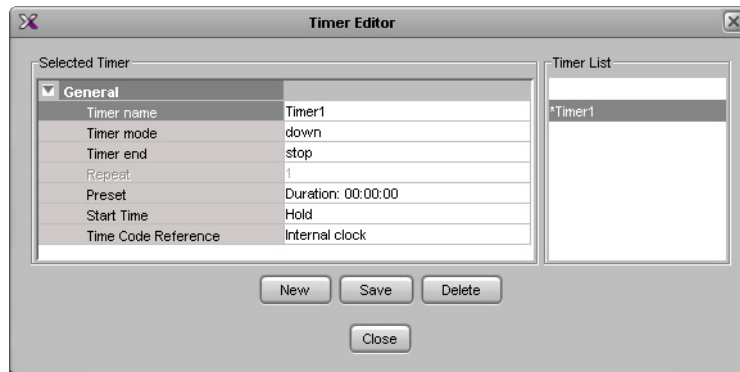 Timer Editor
Selected Timer
General
Timer name Timer1
Timer mode down
Timer end stop
Repeat 1
Preset Duration: 00:00:00
Start Time Hold
Time Code Reference Internal clock
Timer List
*Timer1
New Save Delete
Close